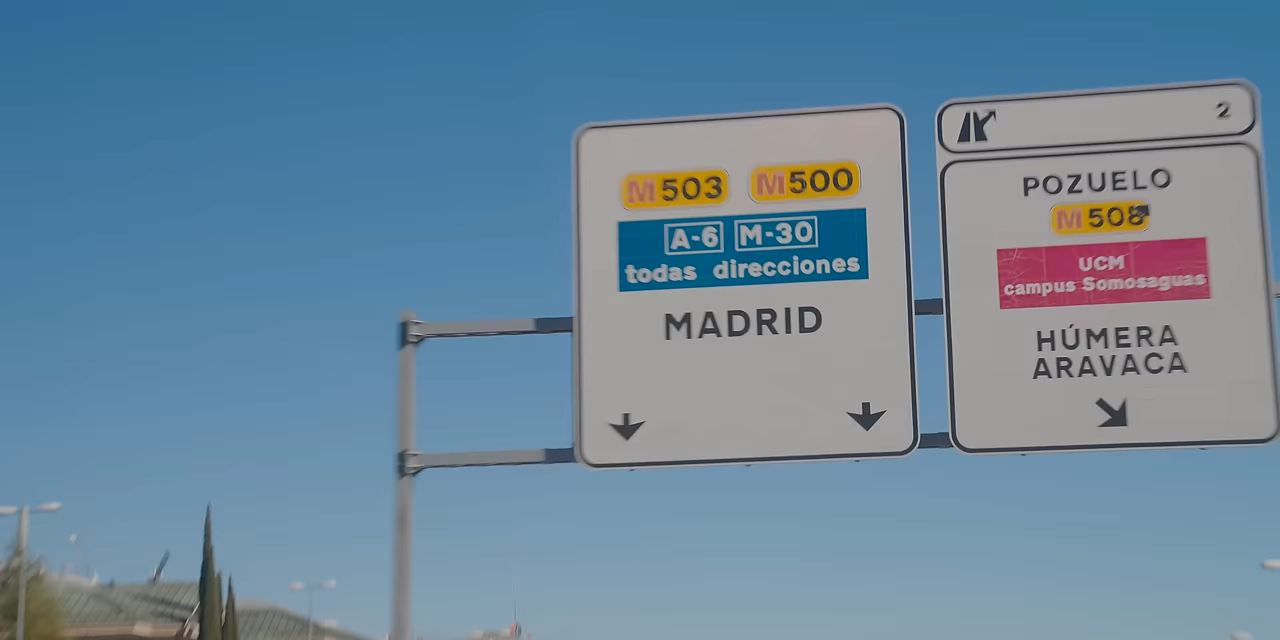 M503 M500
A-6 M-30
todas direcciones
MADRID
2
POZUELO
M508
UCM
campus Somosaguas
HÚMERA
ARAVACA